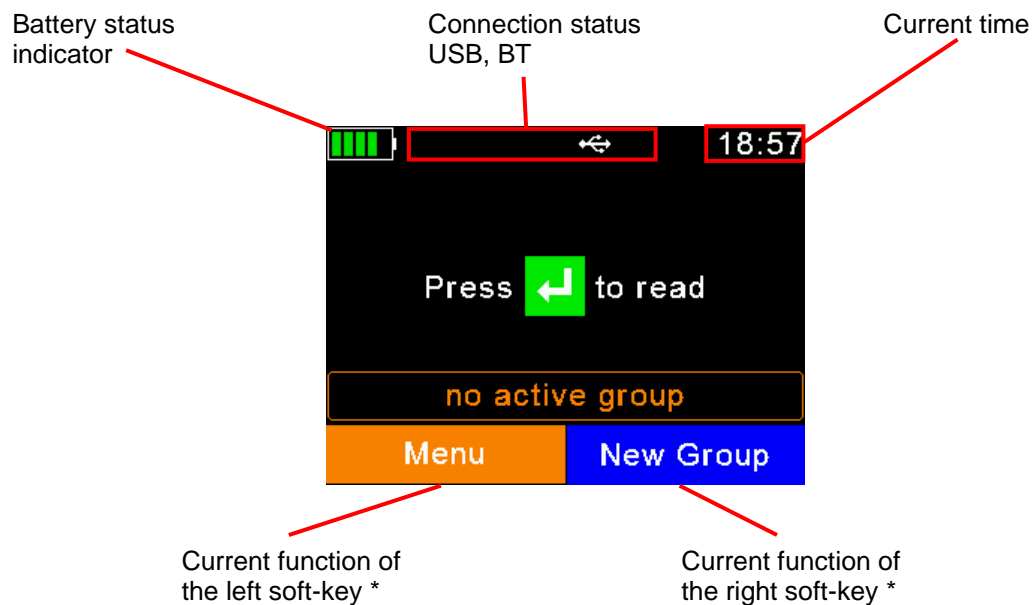 Battery status
indicator
Connection status
USB, BT
Current time
18:57
Press to read
no active group
Menu
New Group
Current function of
the left soft-key *
Current function of
the right soft-key *